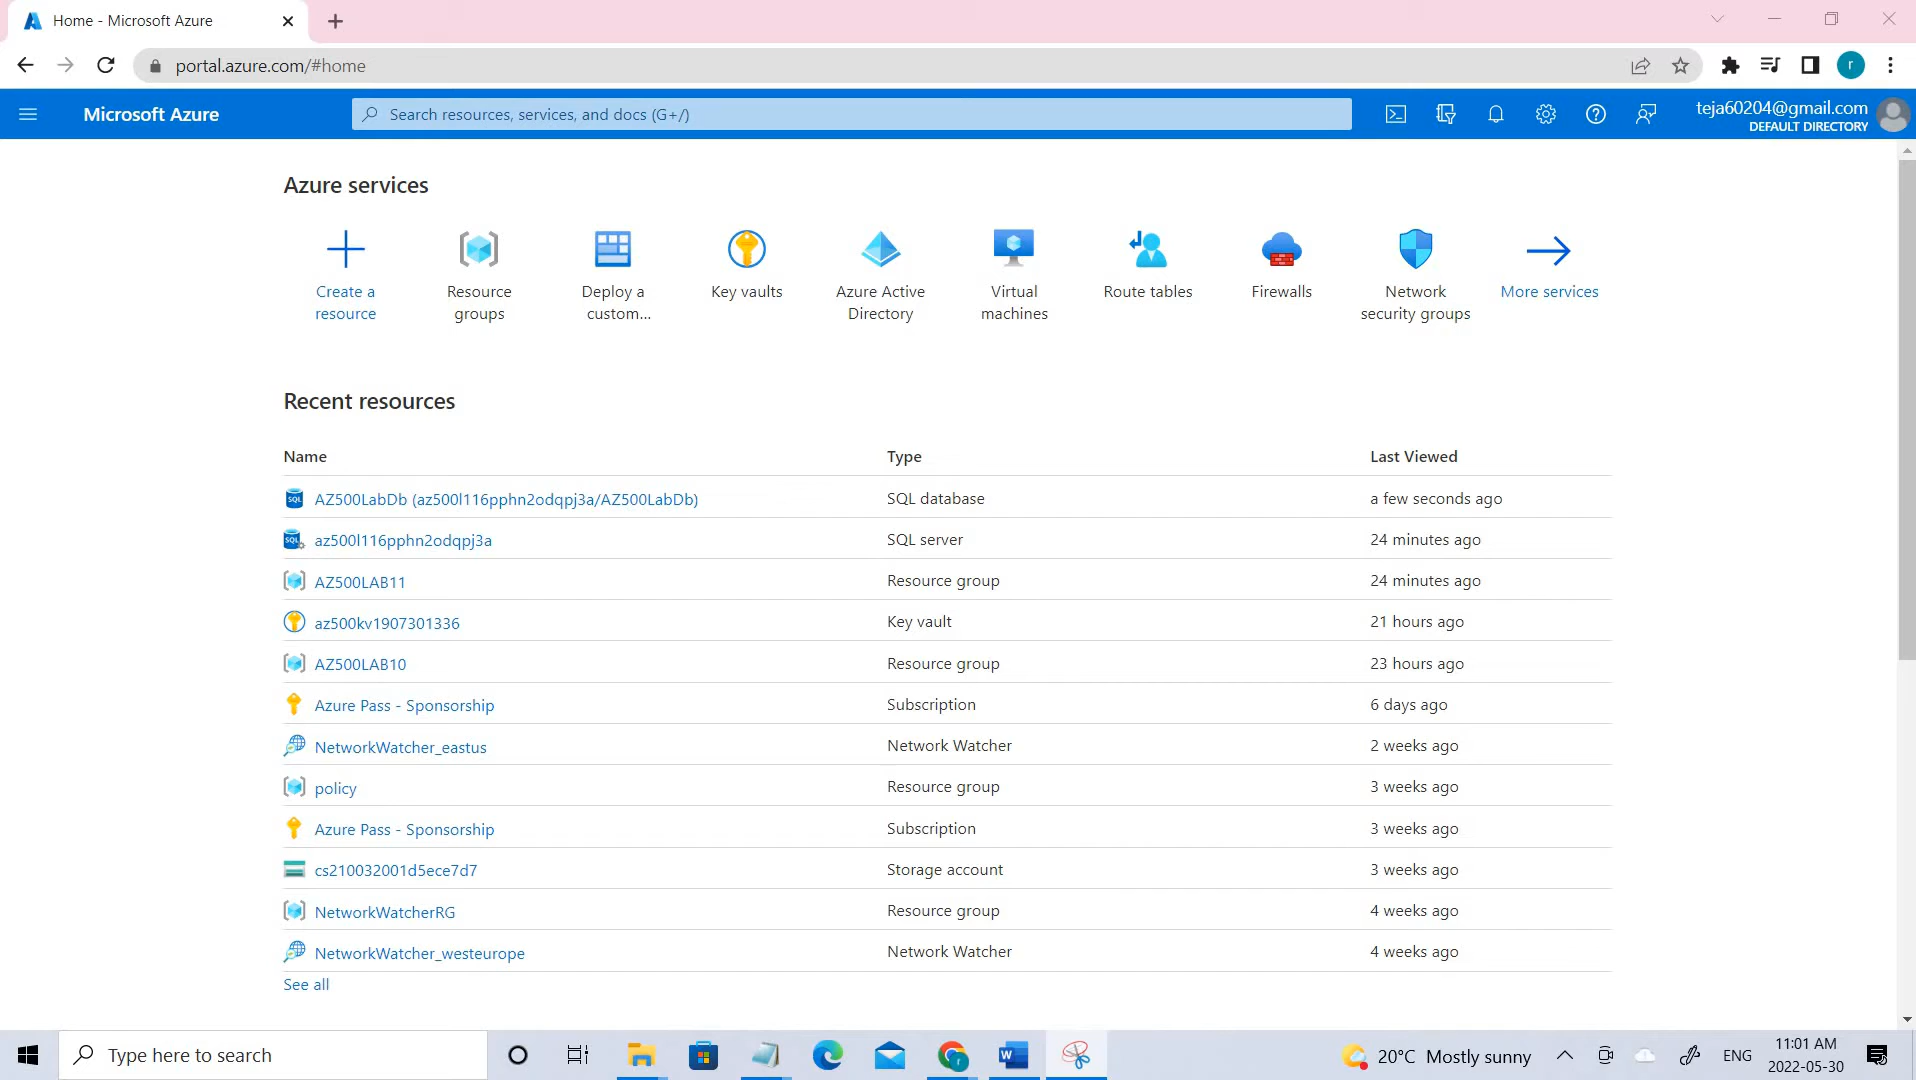 Home - Microsoft Azure
portal.azure.com/#home
r
Microsoft Azure
Search resources, services, and docs (G+/)
teja60204@gmail.com
DEFAULT DIRECTORY
Azure services
Create a resource
Resource groups
Deploy a custom...
Key vaults
Azure Active Directory
Virtual machines
Route tables
Firewalls
Network security groups
More services
Recent resources
Name Type Last Viewed
AZ500LabDb (az500l116pphn2odqpj3a/AZ500LabDb) SQL database a few seconds ago
az500l116pphn2odqpj3a SQL server 24 minutes ago
AZ500LAB11 Resource group 24 minutes ago
az500kv1907301336 Key vault 21 hours ago
AZ500LAB10 Resource group 23 hours ago
Azure Pass - Sponsorship Subscription 6 days ago
NetworkWatcher_eastus Network Watcher 2 weeks ago
policy Resource group 3 weeks ago
Azure Pass - Sponsorship Subscription 3 weeks ago
cs210032001d5ece7d7 Storage account 3 weeks ago
NetworkWatcherRG Resource group 4 weeks ago
NetworkWatcher_westeurope Network Watcher 4 weeks ago
See all
Type here to search
20°C Mostly sunny
ENG
11:01 AM
2022-05-30